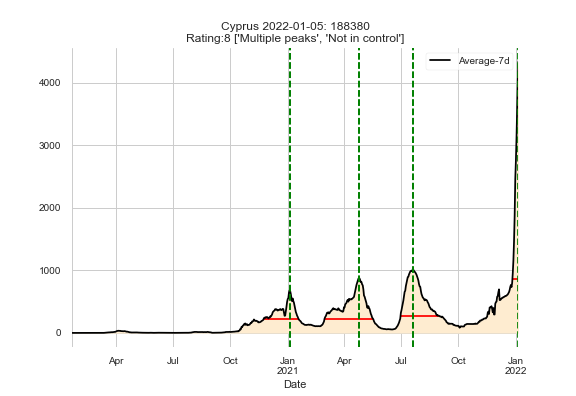 Cyprus 2022-01-05: 188380
Rating:8 ['Multiple peaks', 'Not in control']
Average-7d
4000
3000
2000
1000
0
Apr Jul Oct Jan Apr Jul Oct Jan
2021 2022
Date